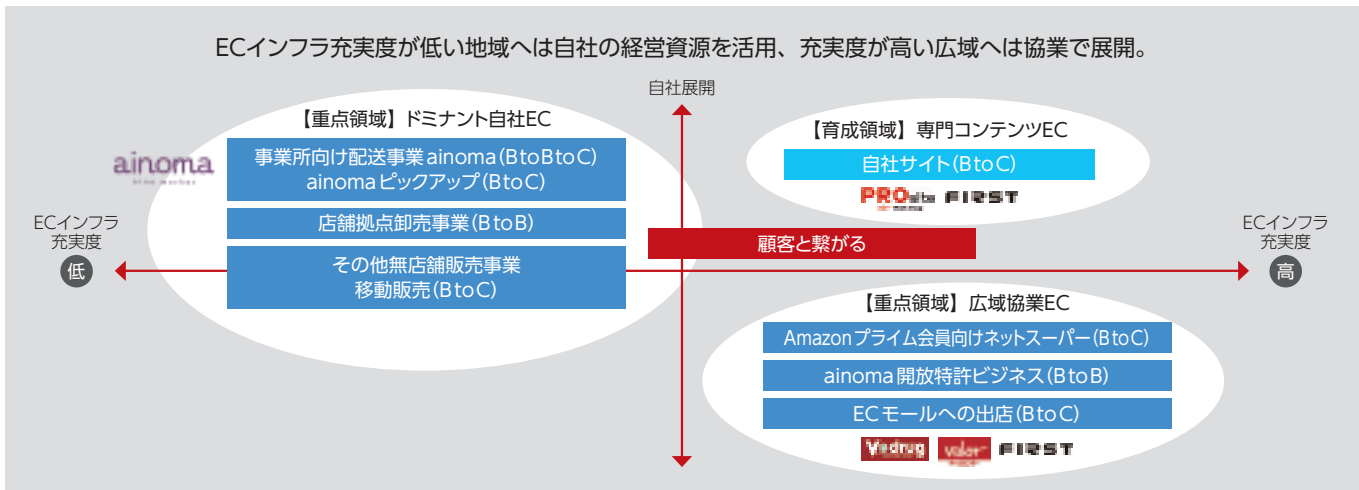 ECインフラ充実度が低い地域へは自社の経営資源を活用、充実度が高い広域へは協業で展開。
自社展開
【重点領域】ドミナント自社EC
ainoma
事業所向け配送事業ainoma(BtoBtoC)
ainomaピックアップ(BtoC)
店舗拠点卸売事業(BtoB)
その他無店舗販売事業
移動販売(BtoC)
ECインフラ
充実度
低
【育成領域】専門コンテンツEC
自社サイト(BtoC)
PRO
FIRST
顧客と繋がる
ECインフラ
充実度
高
【重点領域】広域協業EC
Amazonプライム会員向けネットスーパー(BtoC)
ainoma開放特許ビジネス(BtoB)
ECモールへの出店(BtoC)
Vedrug
valor
FIRST